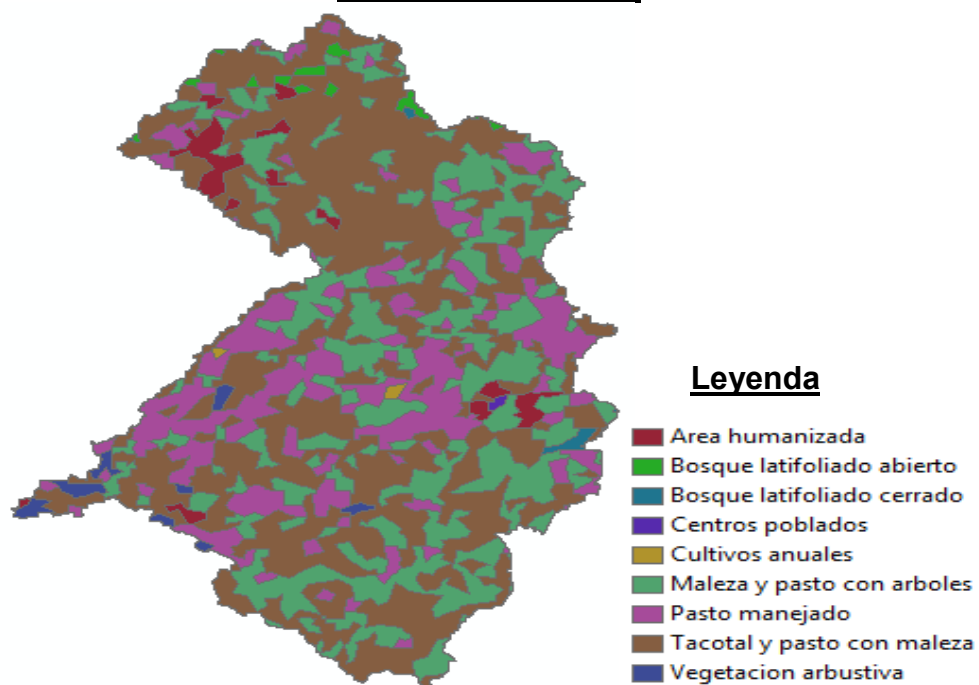 Leyenda
Area humanizada
Bosque latifoliado abierto
Bosque latifoliado cerrado
Centros poblados
Cultivos anuales
Maleza y pasto con arboles
Pasto manejado
Tacotal y pasto con maleza
Vegetacion arbustiva